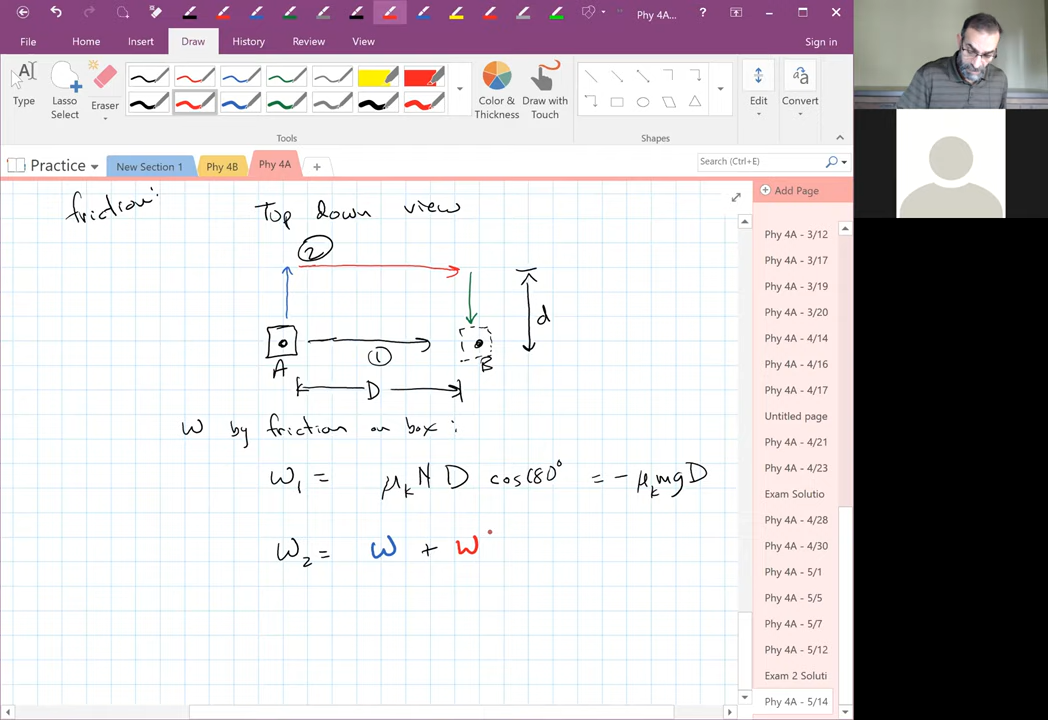 Phy 4A...
File Home Insert Draw History Review View Sign in
Type Lasso Select Eraser Color & Thickness Draw with Touch Edit Convert
Tools Shapes
Practice New Section 1 Phy 4B Phy 4A + Search (Ctrl+E)
Add Page
Phy 4A - 3/12
Phy 4A - 3/17
Phy 4A - 3/19
Phy 4A - 3/20
Phy 4A - 4/14
Phy 4A - 4/16
Phy 4A - 4/17
Untitled page
Phy 4A - 4/21
Phy 4A - 4/23
Exam Solutio
Phy 4A - 4/28
Phy 4A - 4/30
Phy 4A - 5/1
Phy 4A - 5/5
Phy 4A - 5/7
Phy 4A - 5/12
Exam 2 Soluti
Phy 4A - 5/14
friction: Top down view
2
d
1
A B
D
W by friction on box:
W₁ = μₖ N D cos180° = -μₖmgD
W₂ = W + W